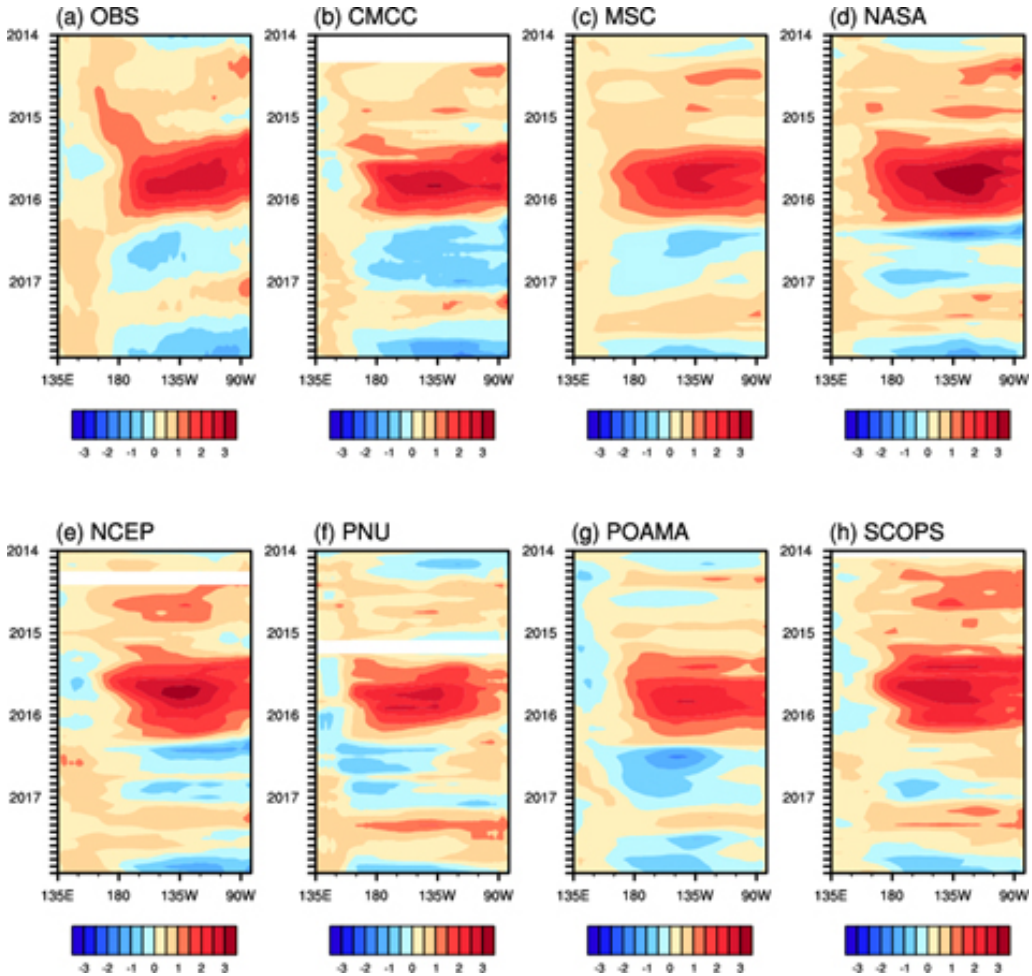 (a) OBS (b) CMCC (c) MSC (d) NASA
2014 2014 2014 2014
2015 2015 2015 2015
2016 2016 2016 2016
2017 2017 2017 2017
135E 180 135W 90W 135E 180 135W 90W 135E 180 135W 90W 135E 180 135W 90W
-3 -2 -1 0 1 2 3 -3 -2 -1 0 1 2 3 -3 -2 -1 0 1 2 3 -3 -2 -1 0 1 2 3
(e) NCEP (f) PNU (g) POAMA (h) SCOPS
2014 2014 2014 2014
2015 2015 2015 2015
2016 2016 2016 2016
2017 2017 2017 2017
135E 180 135W 90W 135E 180 135W 90W 135E 180 135W 90W 135E 180 135W 90W
-3 -2 -1 0 1 2 3 -3 -2 -1 0 1 2 3 -3 -2 -1 0 1 2 3 -3 -2 -1 0 2 3